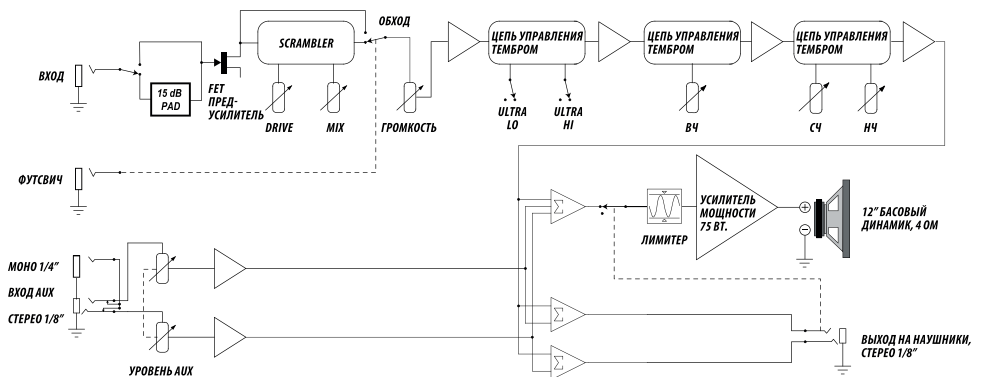 ВХОД
15 dB
PAD
FET
ПРЕД-
УСИЛИТЕЛЬ
SCRAMBLER
DRIVE
MIX
ОБХОД
ГРОМКОСТЬ
ЦЕПЬ УПРАВЛЕНИЯ
ТЕМБРОМ
ULTRA
LO
ULTRA
HI
ЦЕПЬ УПРАВЛЕНИЯ
ТЕМБРОМ
ВЧ
ЦЕПЬ УПРАВЛЕНИЯ
ТЕМБРОМ
СЧ
НЧ
ФУТСВИЧ
Σ
ЛИМИТЕР
УСИЛИТЕЛЬ
МОЩНОСТИ
75 ВТ.
+
−
12” БАСОВЫЙ
ДИНАМИК, 4 ОМ
МОНО 1/4”
ВХОД AUX
СТЕРЕО 1/8”
УРОВЕНЬ AUX
Σ
Σ
ВЫХОД НА НАУШНИКИ,
СТЕРЕО 1/8”